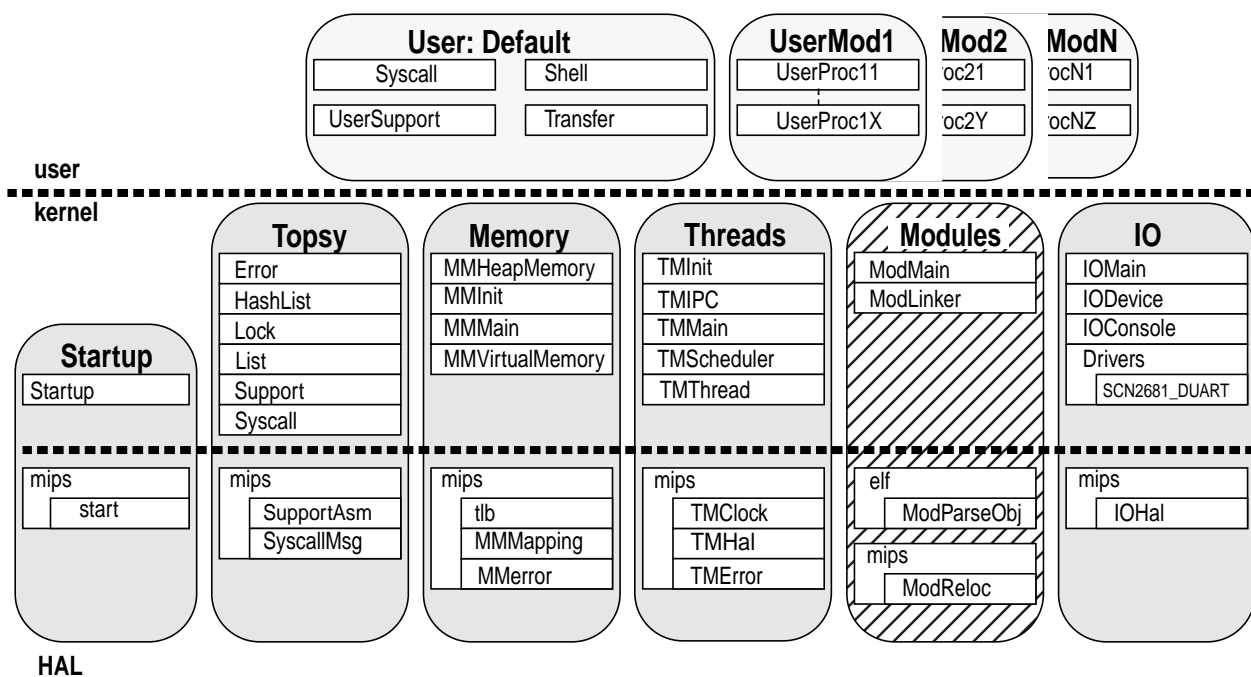 User: Default
Syscall
Shell
UserSupport
Transfer
UserMod1
UserProc11
UserProc1X
Mod2
roc21
roc2Y
ModN
rocN1
rocNZ
user
kernel
Startup
Startup
mips
start
Topsy
Error
HashList
Lock
List
Support
Syscall
mips
SupportAsm
SyscallMsg
Memory
MMHeapMemory
MMInit
MMMain
MMVirtualMemory
mips
tlb
MMMapping
MMerror
Threads
TMInit
TMIPC
TMMain
TMScheduler
TMThread
mips
TMClock
TMHal
TMError
Modules
ModMain
ModLinker
elf
ModParseObj
mips
ModReloc
IO
IOMain
IODevice
IOConsole
Drivers
SCN2681_DUART
mips
IOHal
HAL